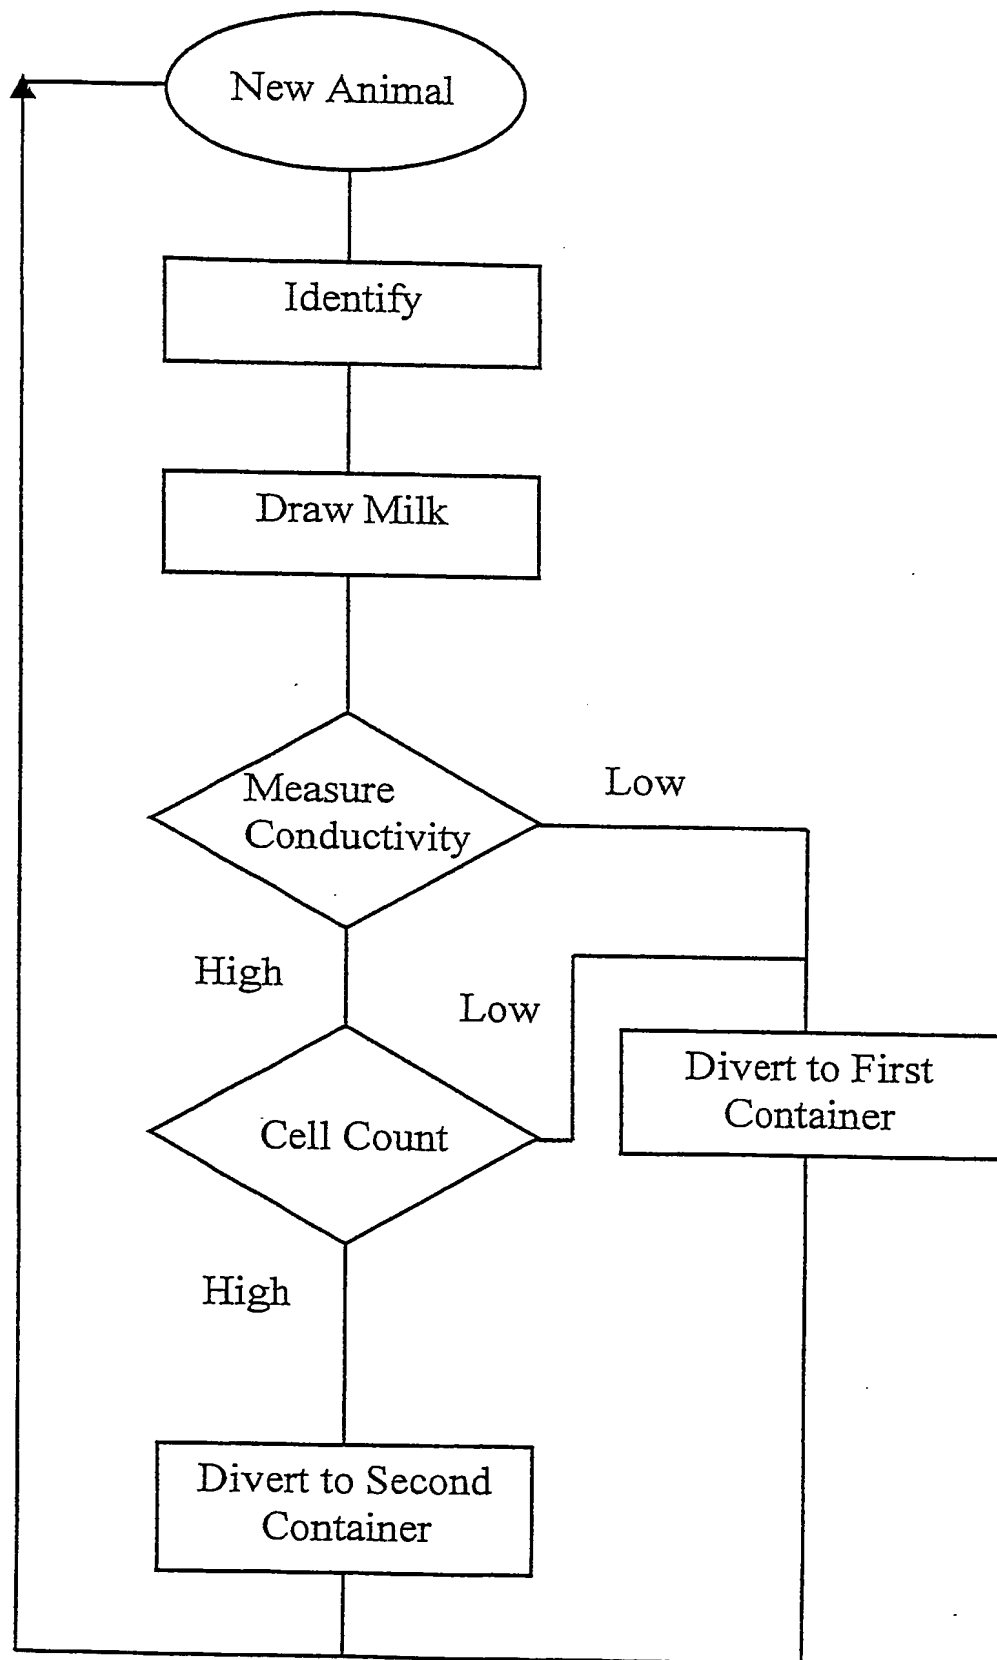 New Animal
Identify
Draw Milk
Measure
Conductivity
Low
High
Low
Divert to First
Container
Cell Count
High
Divert to Second
Container